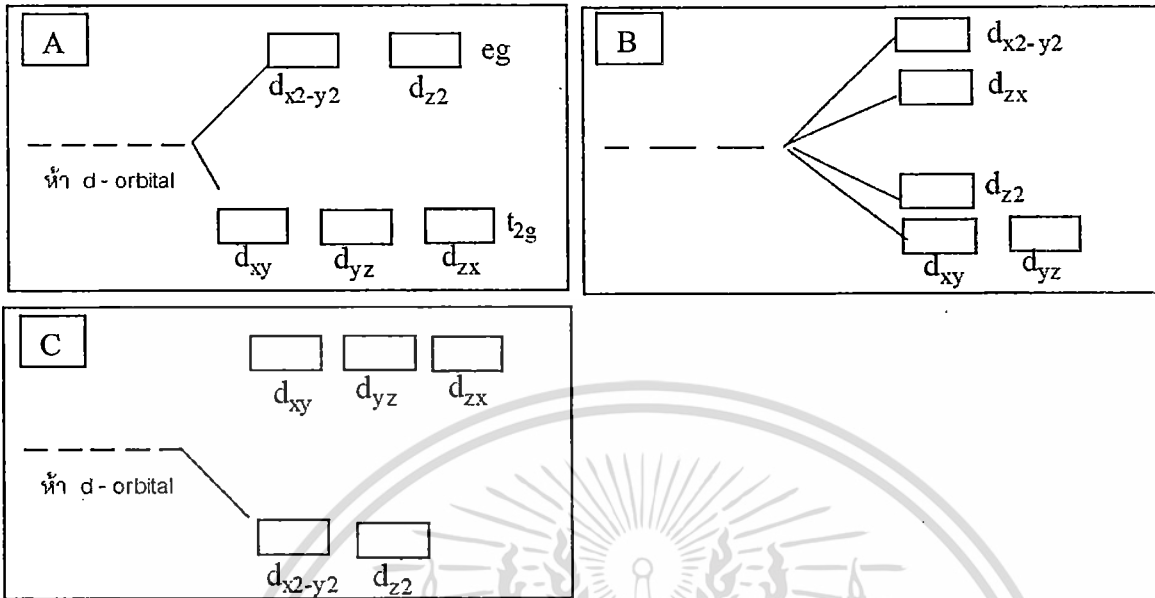 A
eg
d_x2-y2 d_z2
ห้า d - orbital
t_2g
d_xy d_yz d_zx
B
d_x2-y2
d_zx
d_z2
d_xy d_yz
C
d_xy d_yz d_zx
ห้า d - orbital
d_x2-y2 d_z2